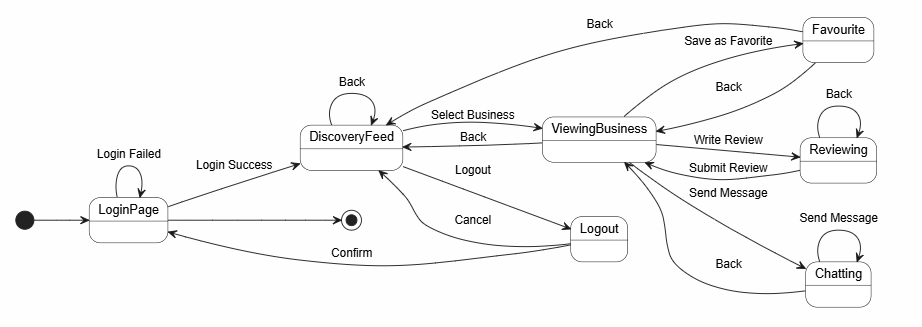 Back
Favourite
Save as Favorite
Back
Back
Back
Select Business
ViewingBusiness
DiscoveryFeed
Back
Write Review
Reviewing
Login Failed
Login Success
Logout
Submit Review
Send Message
LoginPage
Cancel
Logout
Send Message
Confirm
Back
Chatting